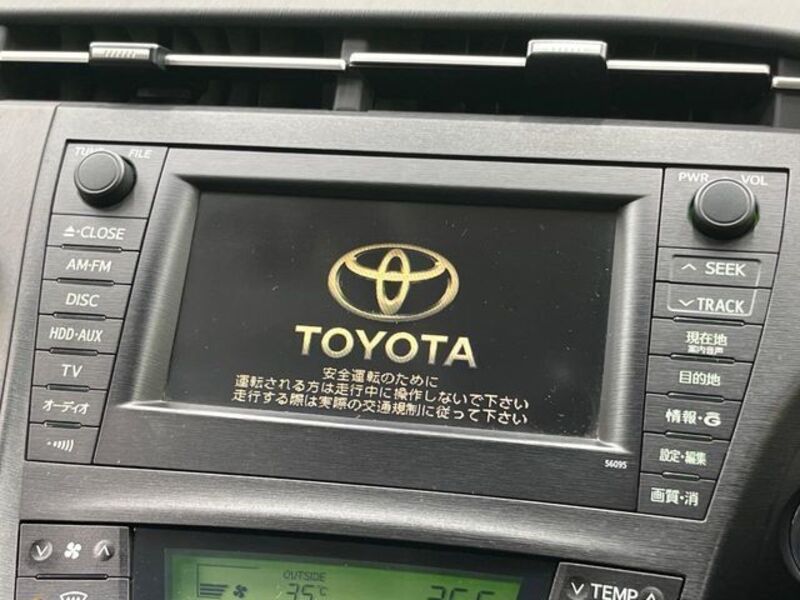 TUNE FILE
▲·CLOSE
AM·FM
DISC
HDD·AUX
TV
オーディオ
TOYOTA
安全運転のために
運転される方は走行中に操作しないで下さい
走行する際は実際の交通規制に従って下さい
56095
PWR VOL
SEEK
TRACK
現在地
案内音声
目的地
情報・G
設定・編集
画質・消
OUTSIDE
35℃
TEMP